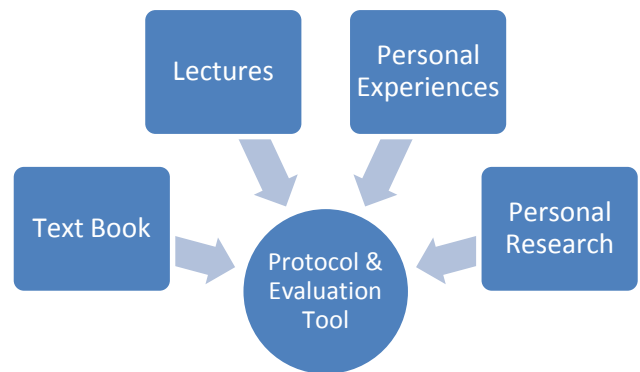 Lectures
Personal
Experiences
Text Book
Personal
Research
Protocol &
Evaluation
Tool